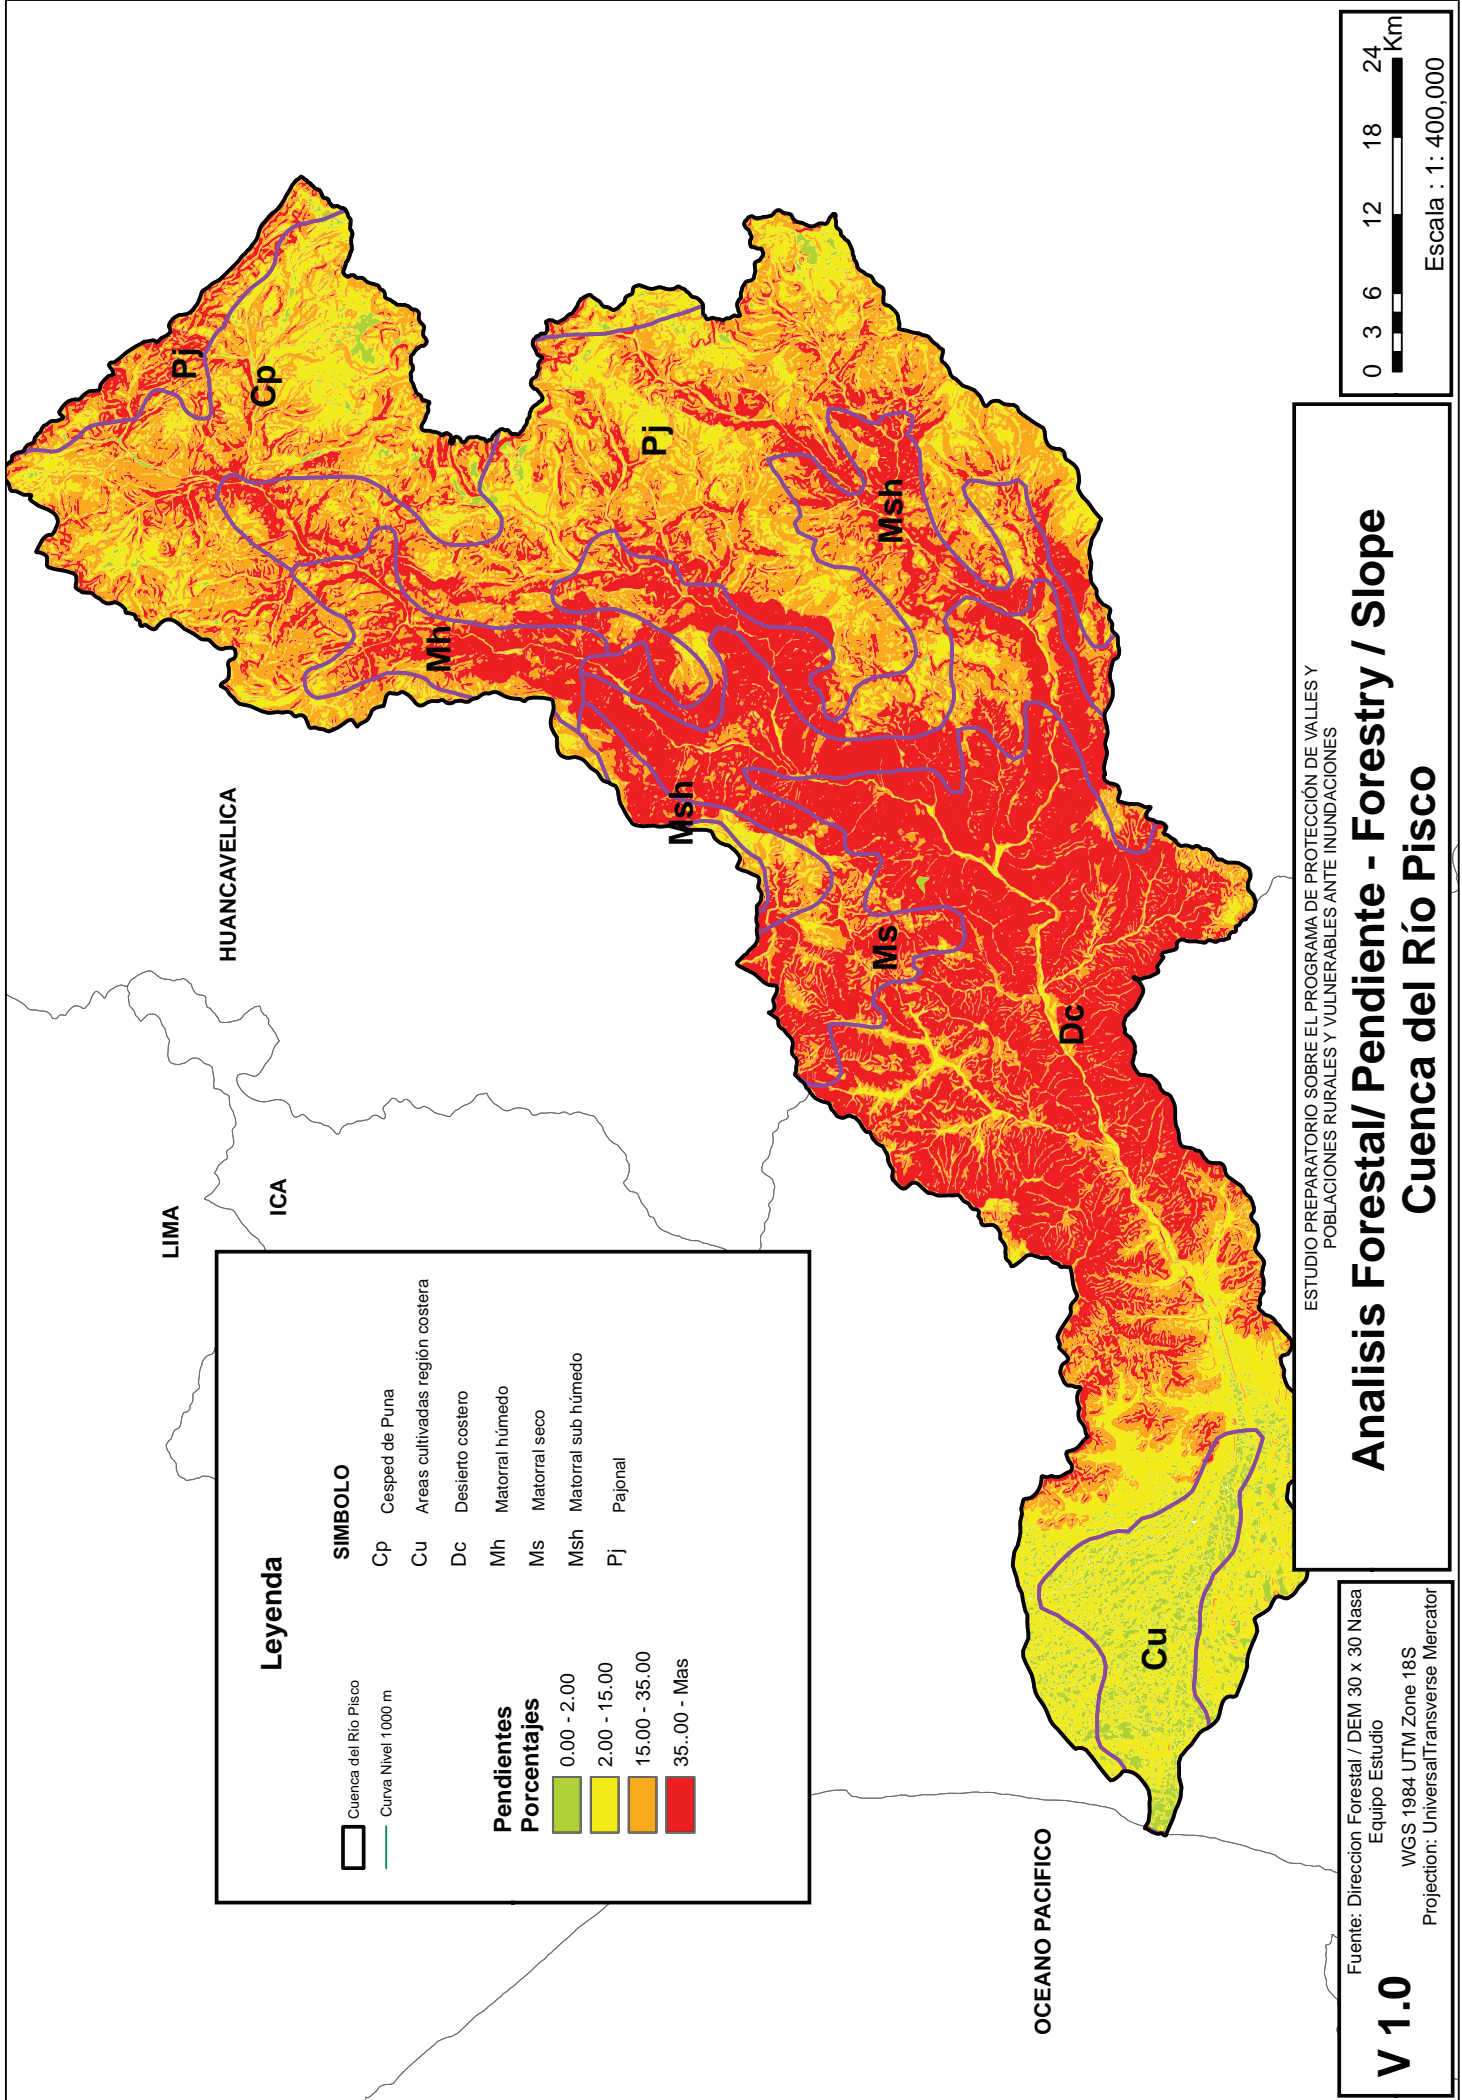 LIMA
HUANCAVELICA
ICA
OCEANO PACIFICO
Pj
Cp
Pj
Mh
Msh
Msh
Ms
Dc
Cu
Leyenda
Cuenca del Río Pisco
Curva Nivel 1000 m
SIMBOLO
Cp Cesped de Puna
Cu Areas cultivadas región costera
Dc Desierto costero
Mh Matorral húmedo
Ms Matorral seco
Msh Matorral sub húmedo
Pj Pajonal
Pendientes
Porcentajes
0.00 - 2.00
2.00 - 15.00
15.00 - 35.00
35..00 - Mas
Fuente: Direccion Forestal / DEM 30 x 30 Nasa
Equipo Estudio
V 1.0
WGS 1984 UTM Zone 18S
Projection: UniversalTransverse Mercator
ESTUDIO PREPARATORIO SOBRE EL PROGRAMA DE PROTECCIÓN DE VALLES Y
POBLACIONES RURALES Y VULNERABLES ANTE INUNDACIONES
Analisis Forestal/ Pendiente - Forestry / Slope
Cuenca del Río Pisco
0 3 6 12 18 24
Km
Escala : 1: 400,000